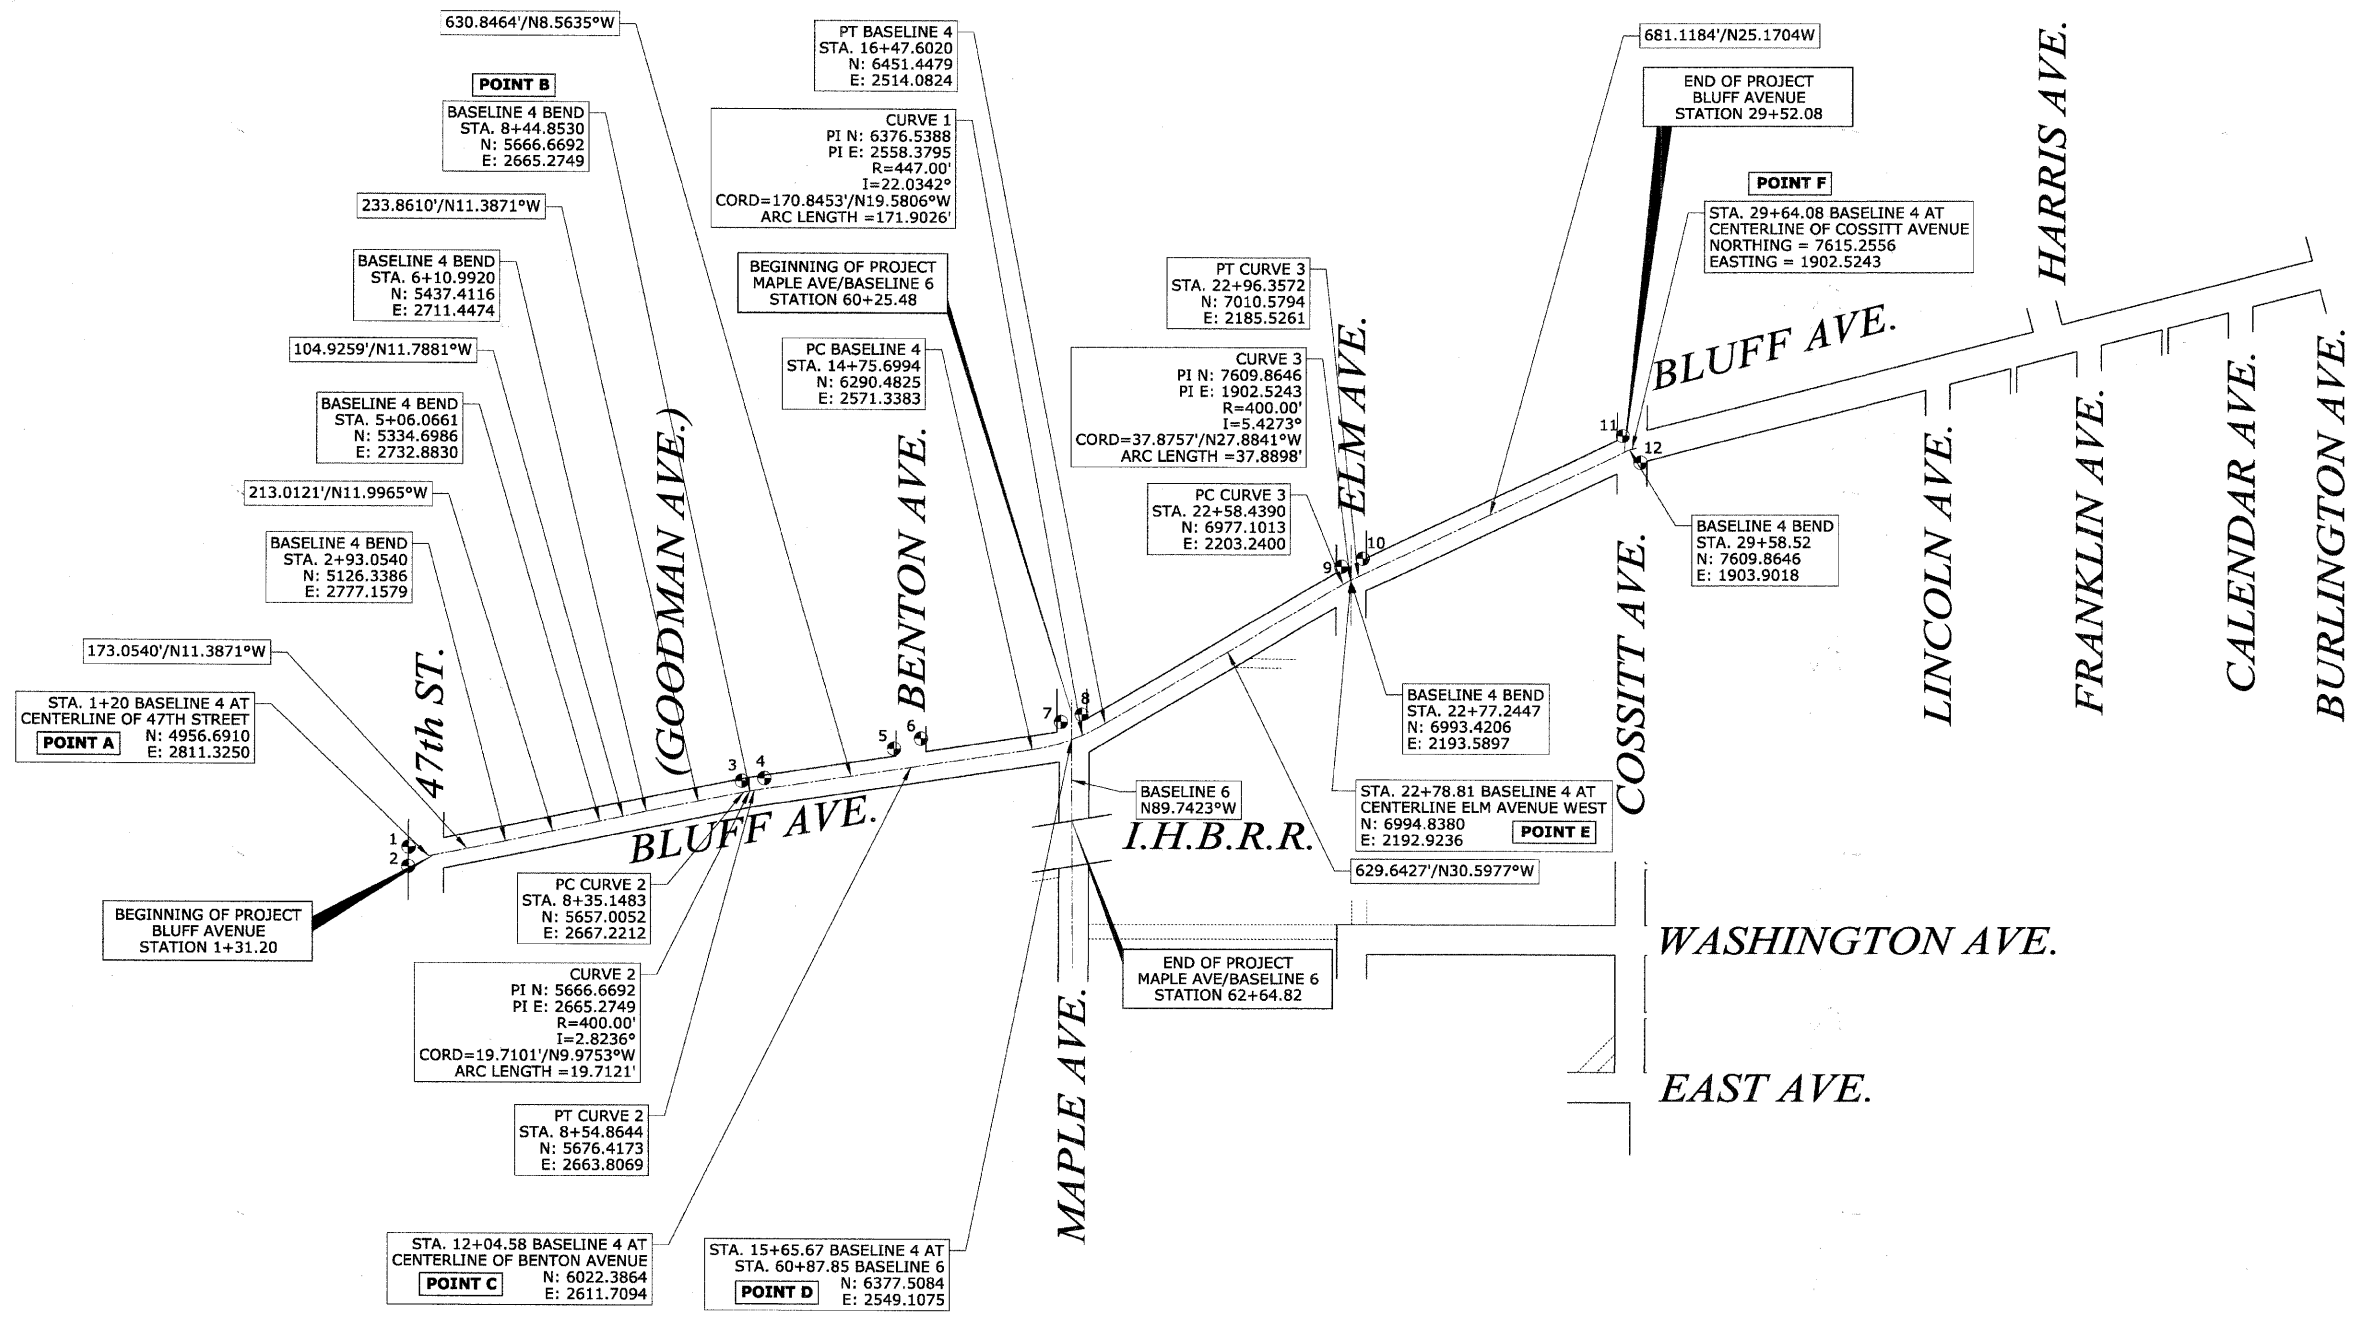 630.8464'/N8.5635°W
POINT B
BASELINE 4 BEND
STA. 8+44.8530
N: 5666.6692
E: 2665.2749
233.8610'/N11.3871°W
BASELINE 4 BEND
STA. 6+10.9920
N: 5437.4116
E: 2711.4474
104.9259'/N11.7881°W
BASELINE 4 BEND
STA. 5+06.0661
N: 5334.6986
E: 2732.8830
213.0121'/N11.9965°W
BASELINE 4 BEND
STA. 2+93.0540
N: 5126.3386
E: 2777.1579
173.0540'/N11.3871°W
STA. 1+20 BASELINE 4 AT
CENTERLINE OF 47TH STREET
POINT A
N: 4956.6910
E: 2811.3250
BEGINNING OF PROJECT
BLUFF AVENUE
STATION 1+31.20
1
2
47th ST.
(GOODMAN AVE.)
3
4
BLUFF AVE.
PC CURVE 2
STA. 8+35.1483
N: 5657.0052
E: 2667.2212
CURVE 2
PI N: 5666.6692
PI E: 2665.2749
R=400.00'
I=2.8236°
CORD=19.7101'/N9.9753°W
ARC LENGTH =19.7121'
PT CURVE 2
STA. 8+54.8644
N: 5676.4173
E: 2663.8069
STA. 12+04.58 BASELINE 4 AT
CENTERLINE OF BENTON AVENUE
POINT C
N: 6022.3864
E: 2611.7094
PT BASELINE 4
STA. 16+47.6020
N: 6451.4479
E: 2514.0824
CURVE 1
PI N: 6376.5388
PI E: 2558.3795
R=447.00'
I=22.0342°
CORD=170.8453'/N19.5806°W
ARC LENGTH =171.9026'
BEGINNING OF PROJECT
MAPLE AVE/BASELINE 6
STATION 60+25.48
PC BASELINE 4
STA. 14+75.6994
N: 6290.4825
E: 2571.3383
BENTON AVE.
5
6
7
8
STA. 15+65.67 BASELINE 4 AT
STA. 60+87.85 BASELINE 6
POINT D
N: 6377.5084
E: 2549.1075
MAPLE AVE.
BASELINE 6
N89.7423°W
I.H.B.R.R.
END OF PROJECT
MAPLE AVE/BASELINE 6
STATION 62+64.82
PT CURVE 3
STA. 22+96.3572
N: 7010.5794
E: 2185.5261
CURVE 3
PI N: 7609.8646
PI E: 1902.5243
R=400.00'
I=5.4273°
CORD=37.8757'/N27.8841°W
ARC LENGTH =37.8898'
PC CURVE 3
STA. 22+58.4390
N: 6977.1013
E: 2203.2400
ELM AVE.
9
10
BASELINE 4 BEND
STA. 22+77.2447
N: 6993.4206
E: 2193.5897
STA. 22+78.81 BASELINE 4 AT
CENTERLINE ELM AVENUE WEST
N: 6994.8380
E: 2192.9236
POINT E
629.6427'/N30.5977°W
681.1184'/N25.1704W
END OF PROJECT
BLUFF AVENUE
STATION 29+52.08
POINT F
STA. 29+64.08 BASELINE 4 AT
CENTERLINE OF COSSITT AVENUE
NORTHING = 7615.2556
EASTING = 1902.5243
11
12
BASELINE 4 BEND
STA. 29+58.52
N: 7609.8646
E: 1903.9018
COSSITT AVE.
BLUFF AVE.
HARRIS AVE.
LINCOLN AVE.
FRANKLIN AVE.
CALENDAR AVE.
BURLINGTON AVE.
WASHINGTON AVE.
EAST AVE.